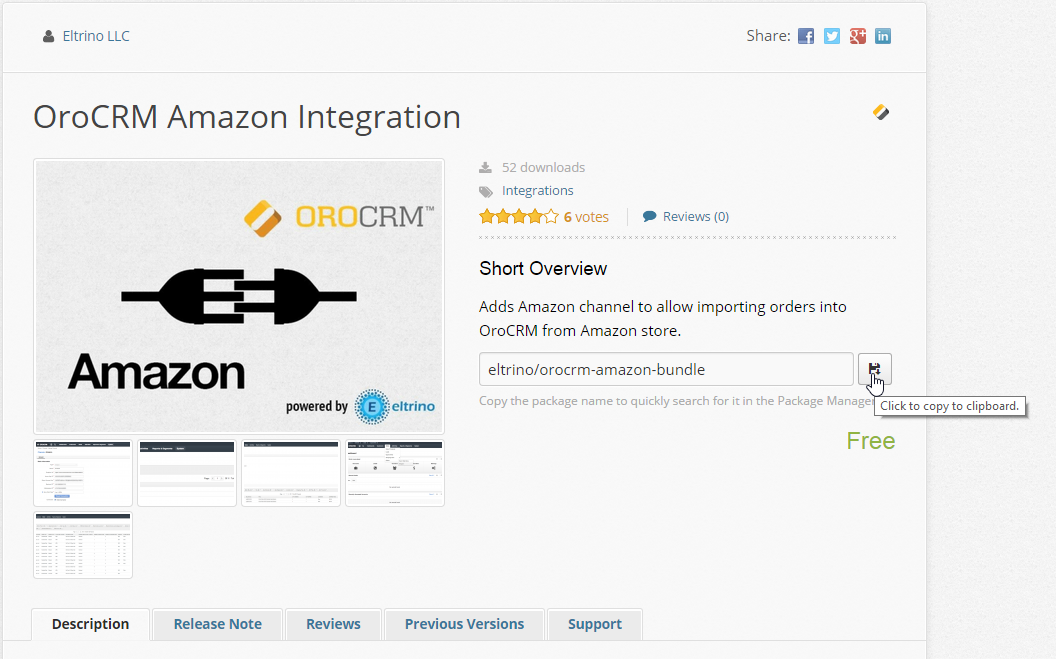 Eltrino LLC
Share:
OroCRM Amazon Integration
OROCRM™
Amazon
powered by eltrino
52 downloads
Integrations
6 votes
Reviews (0)
Short Overview
Adds Amazon channel to allow importing orders into
OroCRM from Amazon store.
eltrino/orocrm-amazon-bundle
Copy the package name to quickly search for it in the Package Manager
Click to copy to clipboard.
Free
Description
Release Note
Reviews
Previous Versions
Support